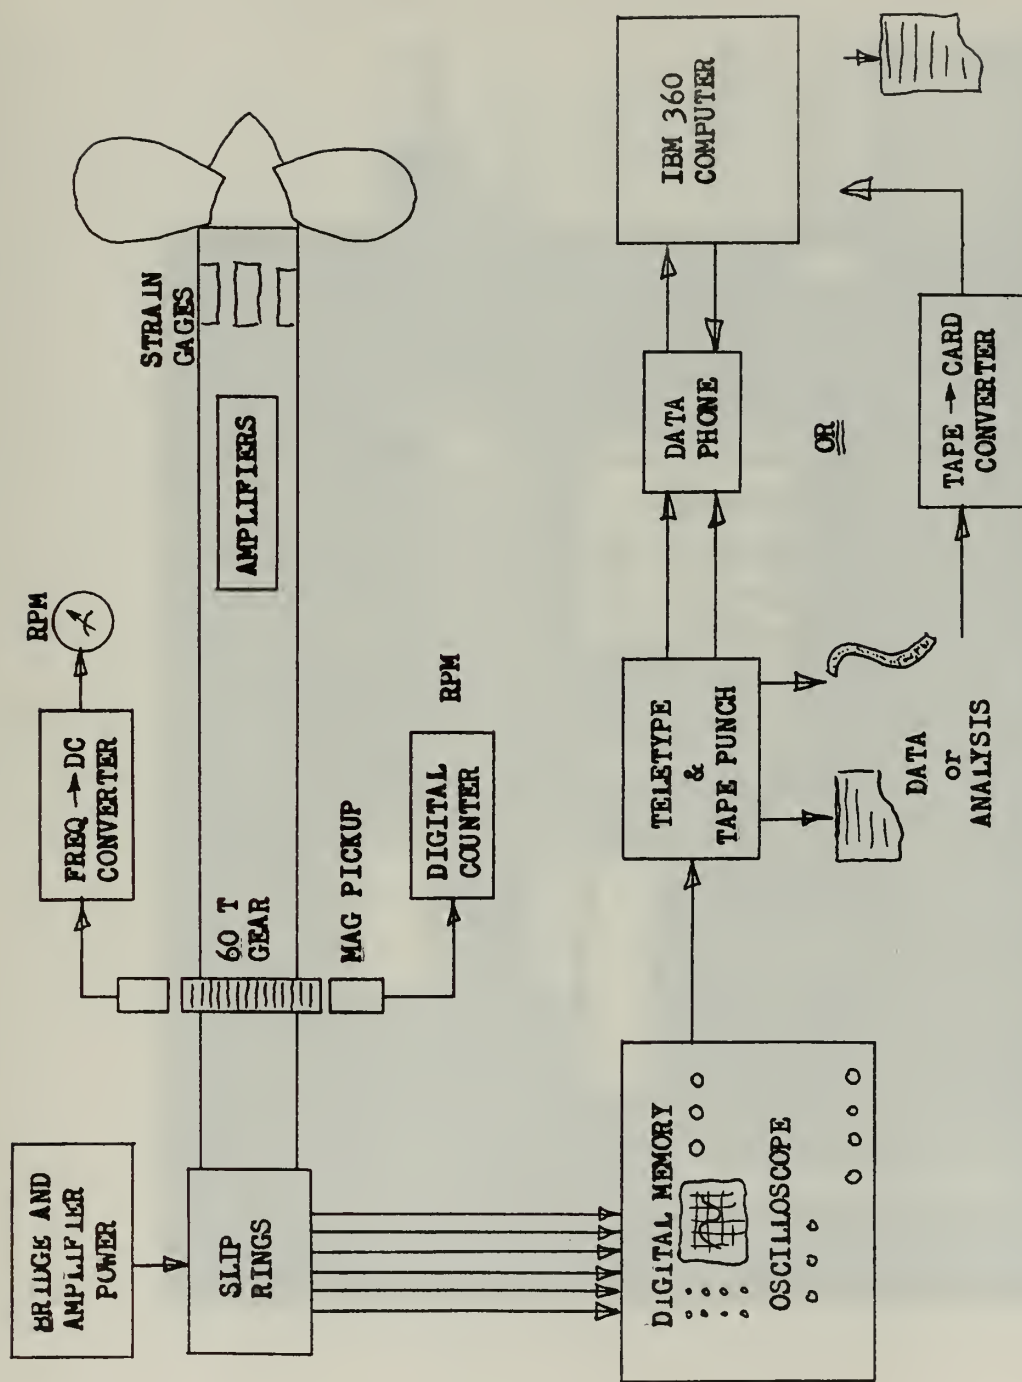 BRIDGE AND
AMPLIFIER
POWER
FREQ → DC
CONVERTER
RPM
SLIP
RINGS
60 T
GEAR
AMPLIFIERS
STRAIN
GAGES
MAG PICKUP
DIGITAL
COUNTER
RPM
DIGITAL MEMORY
OSCILLOSCOPE
TELETYPE
&
TAPE PUNCH
DATA
PHONE
IBM 360
COMPUTER
OR
DATA
or
ANALYSIS
TAPE → CARD
CONVERTER